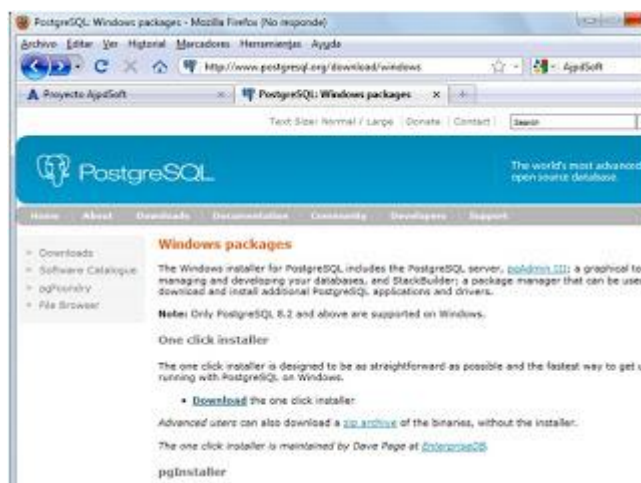 PostgreSQL: Windows packages - Mozilla Firefox (No responde)
Archivo Editar Ver Historial Marcadores Herramientas Ayuda
http://www.postgresql.org/download/windows
AjpdSoft
Proyecto AjpdSoft
PostgreSQL: Windows packages
Text Size: Normal / Large | Donate | Contact
Search
PostgreSQL
The world's most advanced
open source database.
Home About Downloads Documentation Community Developers Support
Downloads
Software Catalogue
pgFoundry
File Browser
Windows packages
The Windows installer for PostgreSQL includes the PostgreSQL server, pgAdmin III; a graphical to
managing and developing your databases, and StackBuilder; a package manager that can be use
download and install additional PostgreSQL applications and drivers.
Note: Only PostgreSQL 8.2 and above are supported on Windows.
One click installer
The one click installer is designed to be as straightforward as possible and the fastest way to get u
running with PostgreSQL on Windows.
• Download the one click installer
Advanced users can also download a zip archive of the binaries, without the installer.
The one click installer is maintained by Dave Page at EnterpriseDB.
pgInstaller